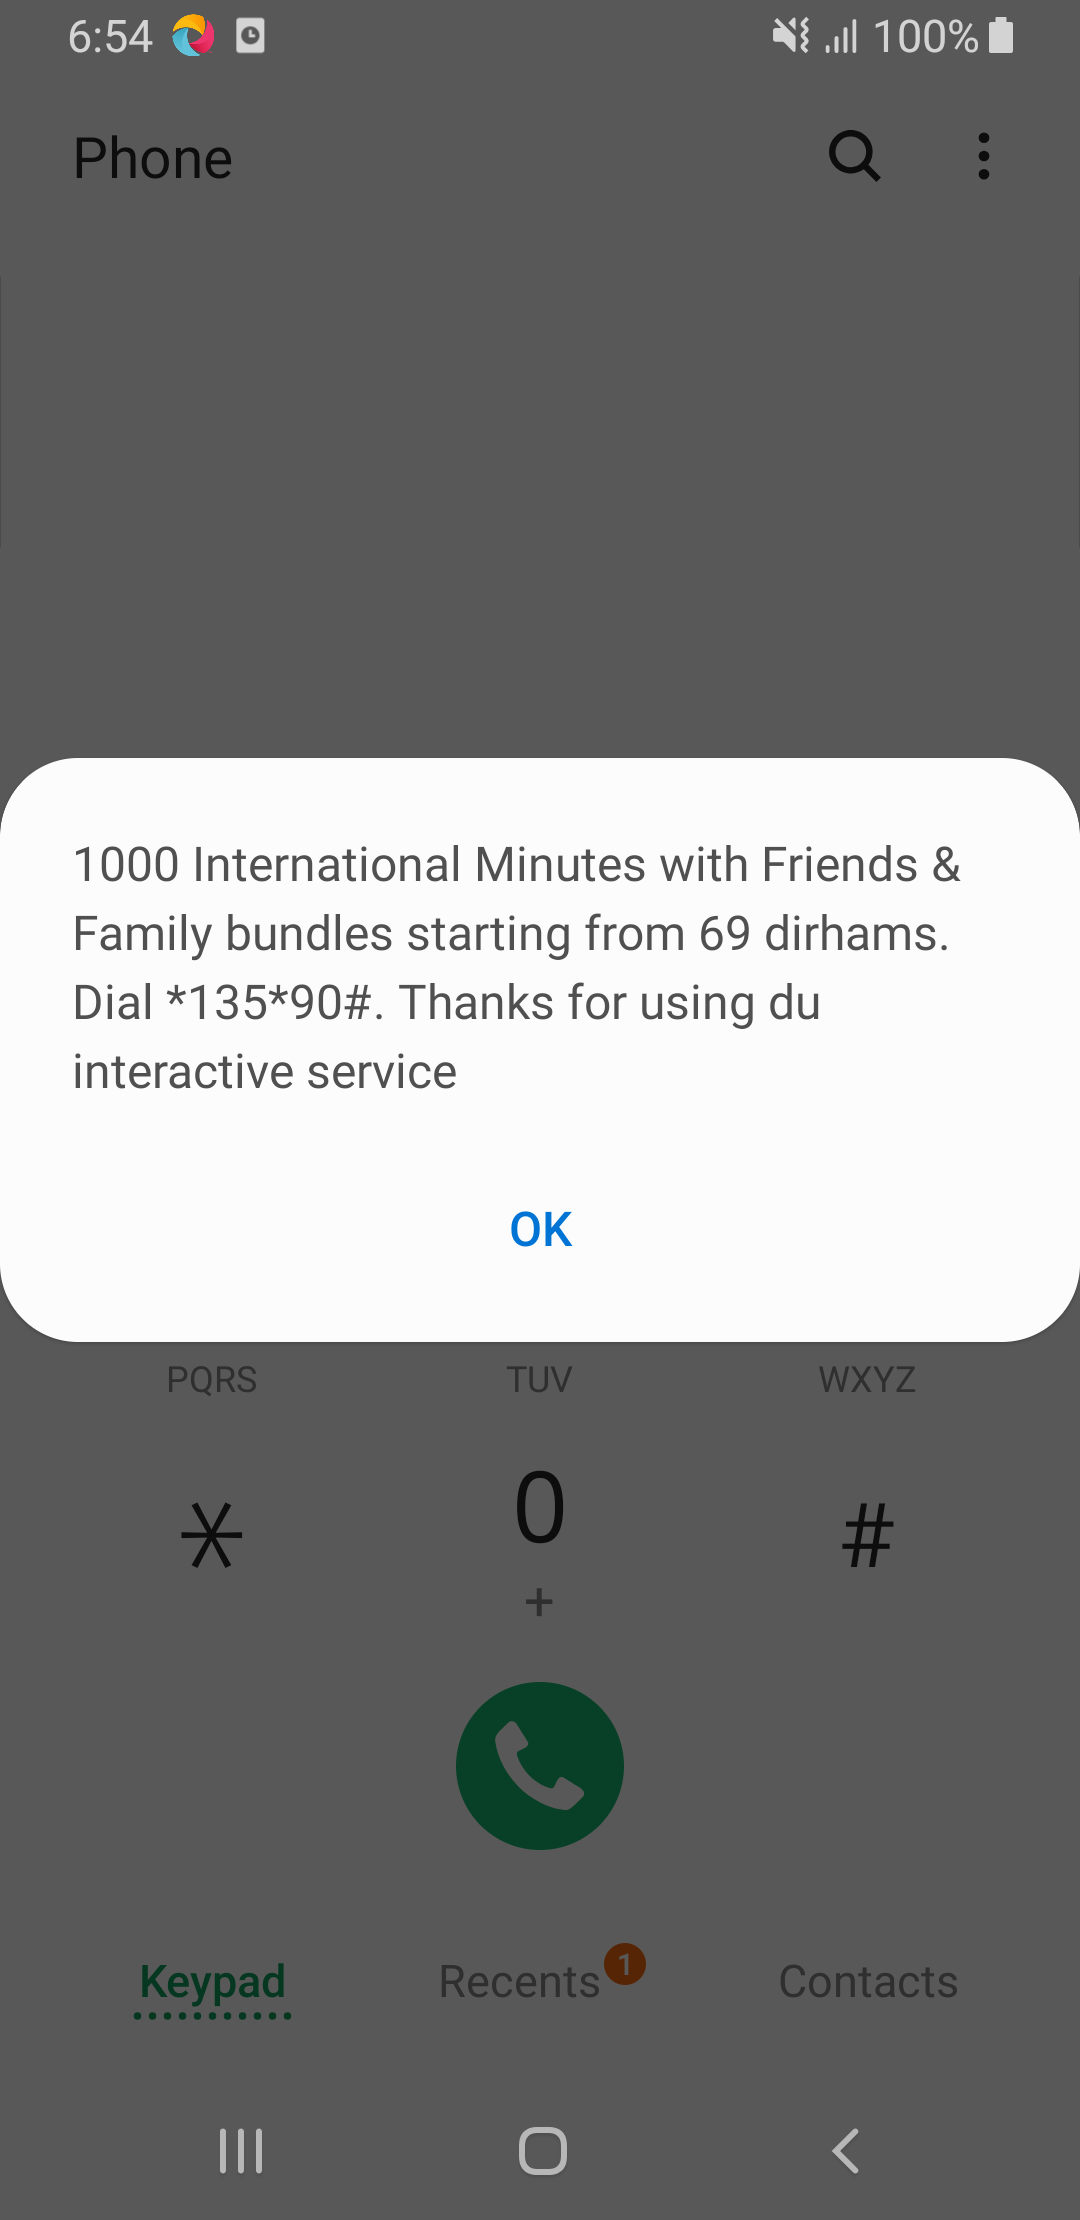 6:54
100%
Phone
1000 International Minutes with Friends &
Family bundles starting from 69 dirhams.
Dial *135*90#. Thanks for using du
interactive service
OK
PQRS TUV WXYZ
* 0 #
+
Keypad Recents 1 Contacts